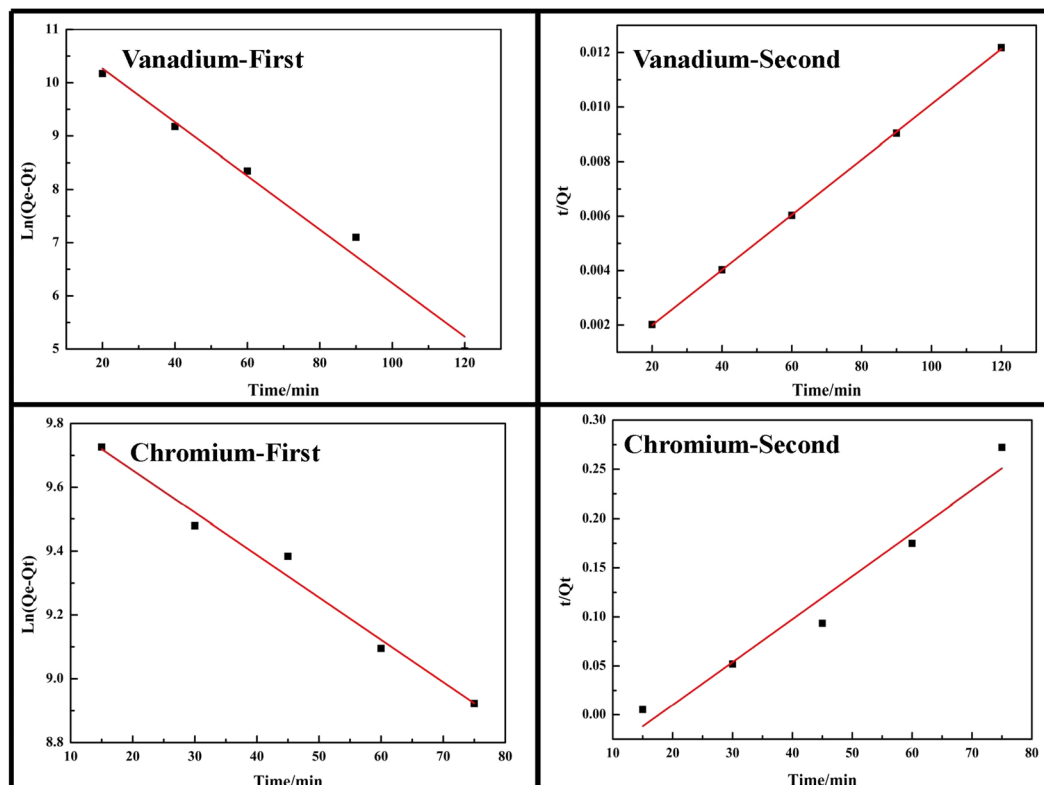 Vanadium-First
11
10
9
8
7
6
5
Ln(Qe-Qt)
20 40 60 80 100 120
Time/min
Vanadium-Second
0.012
0.010
0.008
0.006
0.004
0.002
t/Qt
20 40 60 80 100 120
Time/min
Chromium-First
9.8
9.6
9.4
9.2
9.0
8.8
Ln(Qe-Qt)
10 20 30 40 50 60 70 80
Time/min
Chromium-Second
0.30
0.25
0.20
0.15
0.10
0.05
0.00
t/Qt
10 20 30 40 50 60 70 80
Time/min